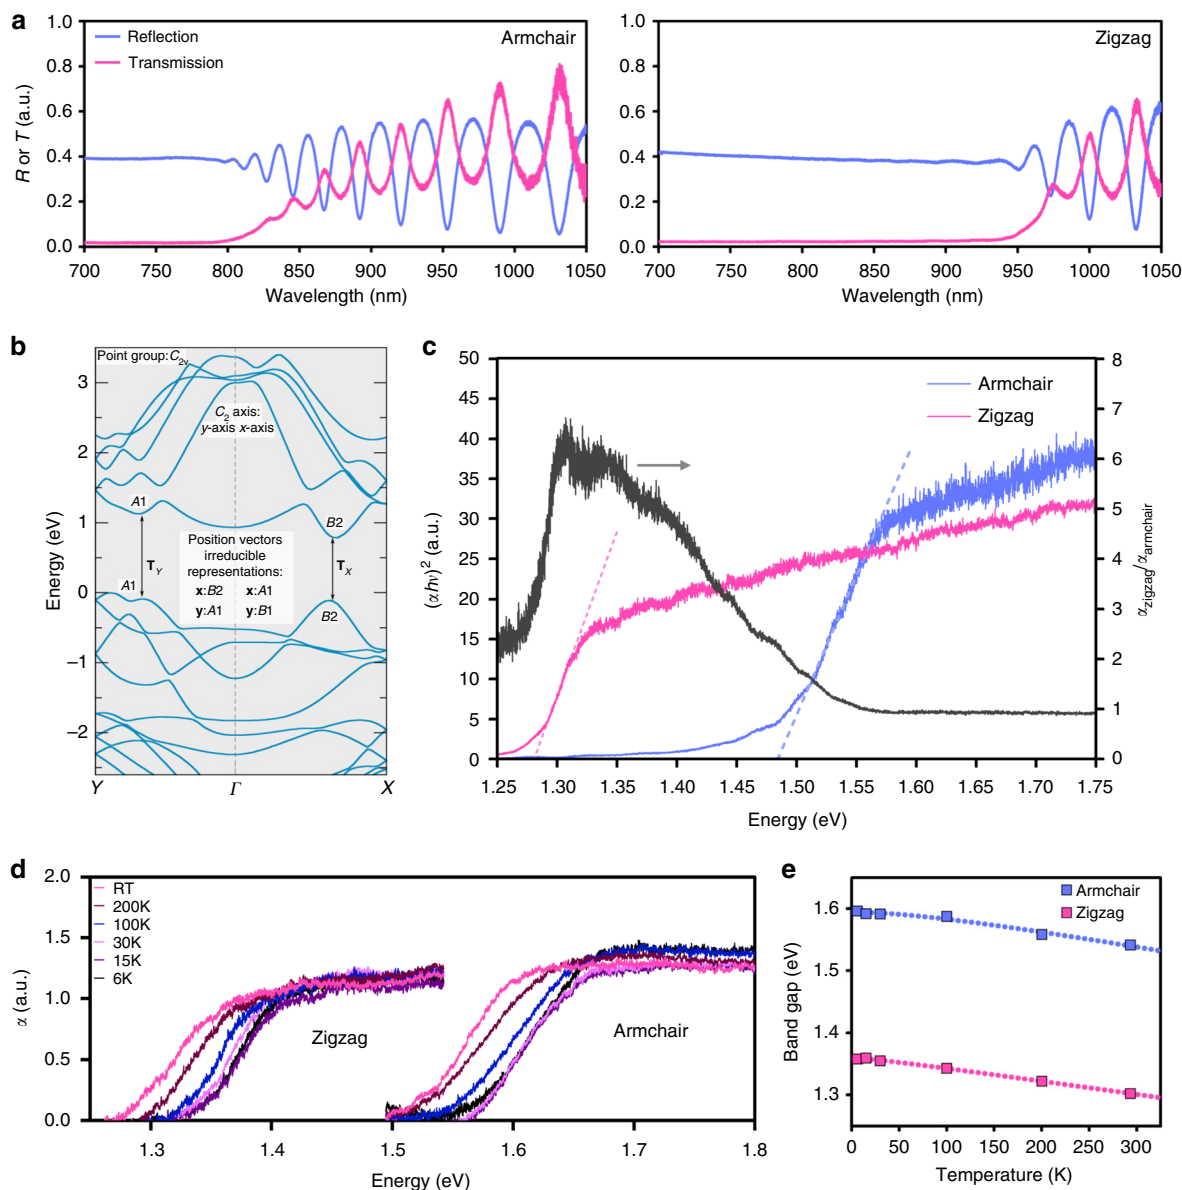 a
1.0
0.8
0.6
0.4
0.2
0.0
R or T (a.u.)
Reflection
Transmission
Armchair
700 750 800 850 900 950 1000 1050
Wavelength (nm)
1.0
0.8
0.6
0.4
0.2
0.0
Zigzag
700 750 800 850 900 950 1000 1050
Wavelength (nm)
b
Point group: C2v
3
2
1
0
−1
−2
Energy (eV)
C2 axis:
y-axis x-axis
A1
B2
Position vectors
irreducible
representations:
x:B2 x:A1
y:A1 y:B1
TY
TX
A1
B2
Y Γ X
c
50
45
40
35
30
25
20
15
10
5
0
(αhν)² (a.u.)
Armchair
Zigzag
8
7
6
5
4
3
2
1
0
αzigzag/αarmchair
1.25 1.30 1.35 1.40 1.45 1.50 1.55 1.60 1.65 1.70 1.75
Energy (eV)
d
2.0
1.5
1.0
0.5
0.0
α (a.u.)
RT
200K
100K
30K
15K
6K
Zigzag
Armchair
1.3 1.4 1.5 1.6 1.7 1.8
Energy (eV)
e
1.6
1.5
1.4
1.3
Band gap (eV)
Armchair
Zigzag
0 50 100 150 200 250 300
Temperature (K)